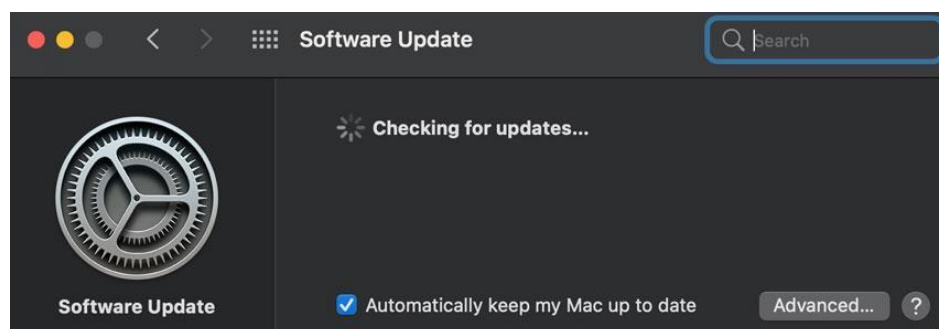 Software Update
Search
Checking for updates...
Software Update
Automatically keep my Mac up to date
Advanced...
?